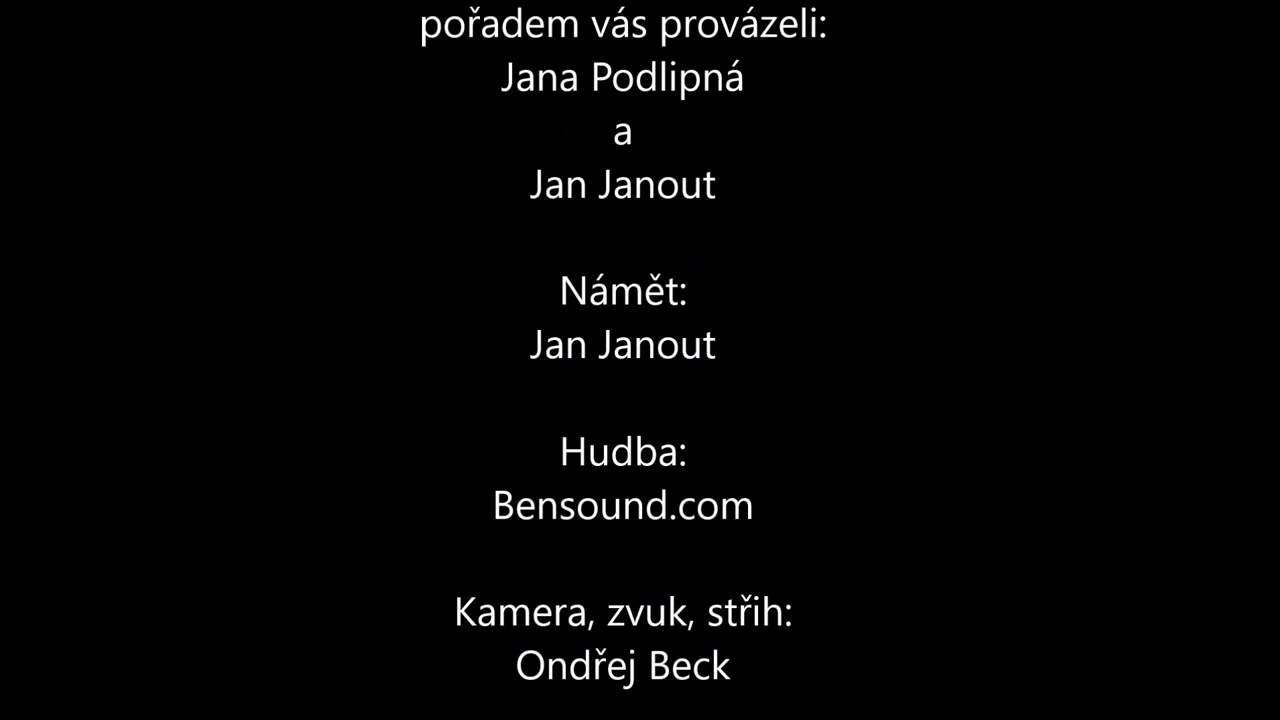 pořadem vás provázeli:
Jana Podlipná
a
Jan Janout
Námět:
Jan Janout
Hudba:
Bensound.com
Kamera, zvuk, střih:
Ondřej Beck